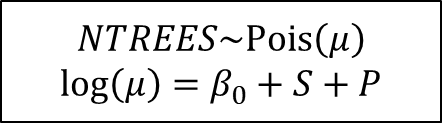 NTREES~Pois(μ)
log(μ) = β₀ + S + P